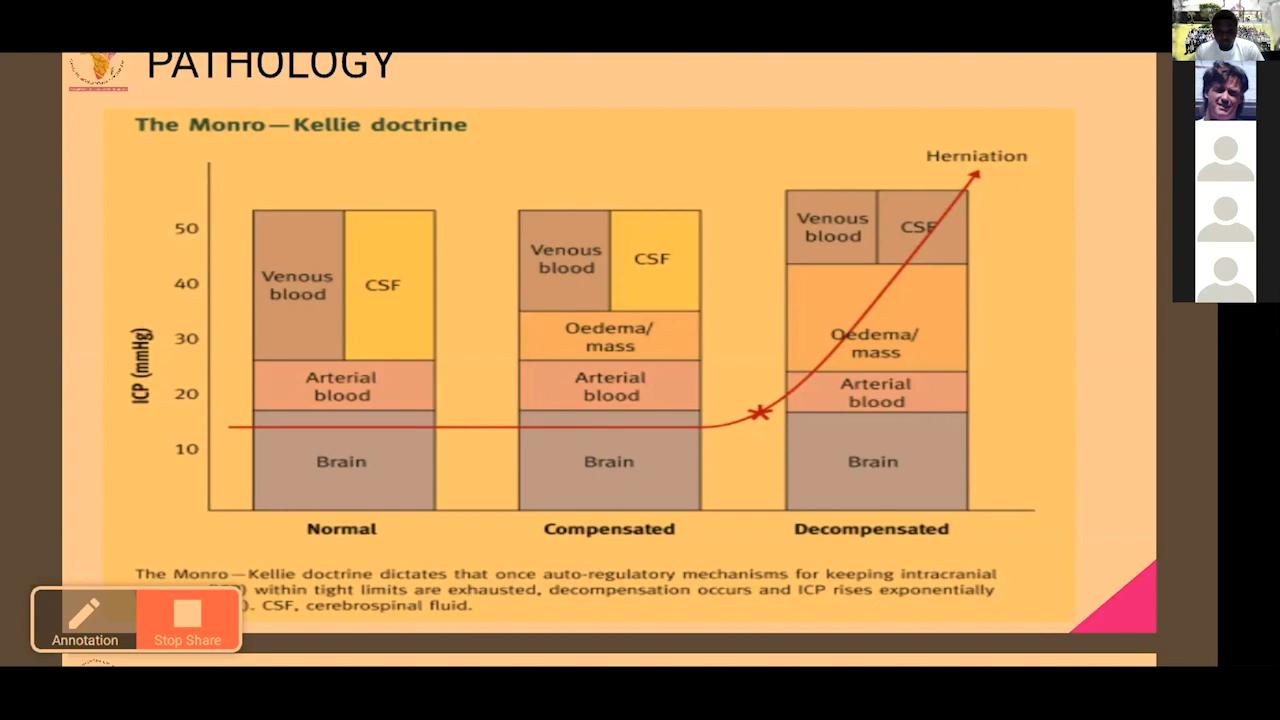 PATHOLOGY
The Monro—Kellie doctrine
Herniation
ICP (mmHg)
50
40
30
20
10
Venous
blood
CSF
Arterial
blood
Brain
Venous
blood
CSF
Oedema/
mass
Arterial
blood
Brain
Venous
blood
CSF
Oedema/
mass
Arterial
blood
Brain
Normal
Compensated
Decompensated
The Monro—Kellie doctrine dictates that once auto-regulatory mechanisms for keeping intracranial
) within tight limits are exhausted, decompensation occurs and ICP rises exponentially
). CSF, cerebrospinal fluid.
Annotation
Stop Share